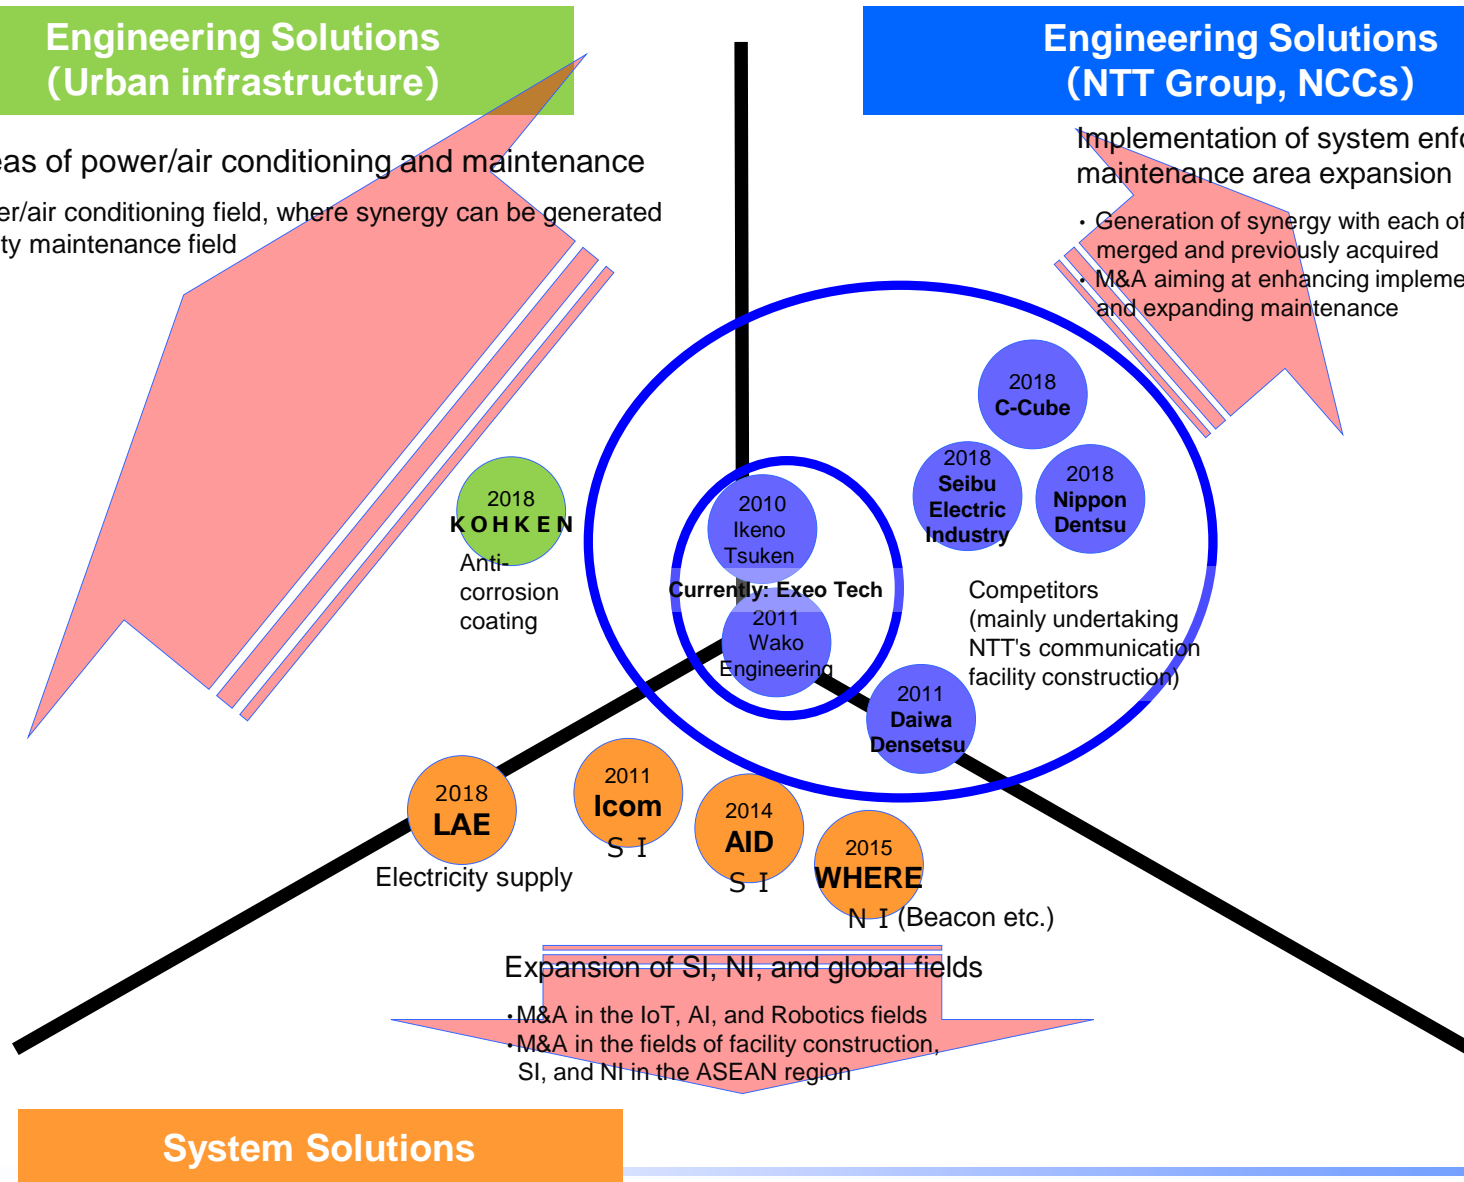 Engineering Solutions
（Urban infrastructure）
Engineering Solutions
（NTT Group, NCCs）
eas of power/air conditioning and maintenance
er/air conditioning field, where synergy can be generated
ty maintenance field
Implementation of system enfo
maintenance area expansion
・Generation of synergy with each of
merged and previously acquired
・M&A aiming at enhancing impleme
and expanding maintenance
2018
C-Cube
2018
Seibu
Electric
Industry
2018
Nippon
Dentsu
2018
ＫＯＨＫＥＮ
Anti-
corrosion
coating
2010
Ikeno
Tsuken
Currently: Exeo Tech
2011
Wako
Engineering
Competitors
(mainly undertaking
NTT's communication
facility construction)
2011
Daiwa
Densetsu
2018
LAE
Electricity supply
2011
Icom
ＳＩ
2014
AID
ＳＩ
2015
WHERE
ＮＩ(Beacon etc.)
Expansion of SI, NI, and global fields
・M&A in the IoT, AI, and Robotics fields
・M&A in the fields of facility construction,
SI, and NI in the ASEAN region
System Solutions